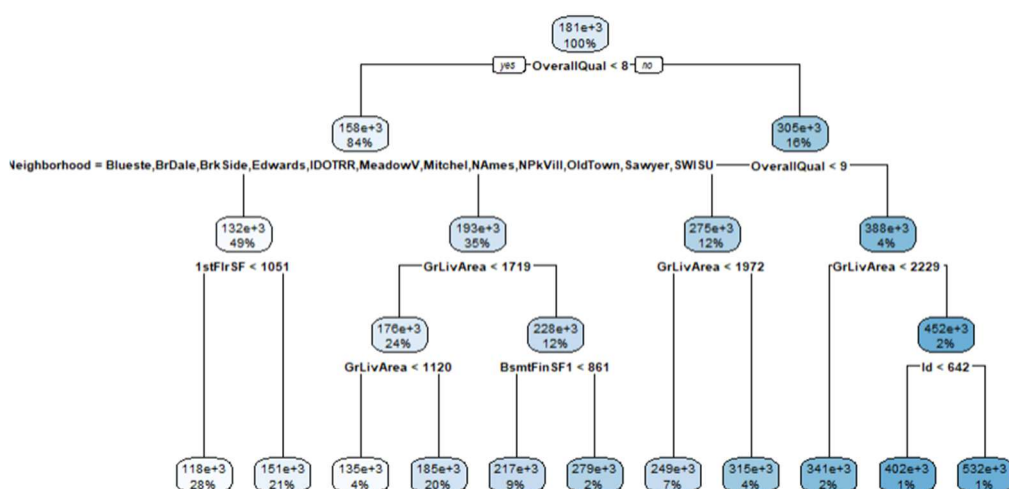 181e+3
100%
yes OverallQual < 8 no
158e+3 305e+3
84% 16%
Neighborhood = Blueste,BrDale,BrkSide,Edwards,IDOTRR,MeadowV,Mitchel,NAmes,NPkVill,OldTown,Sawyer,SWISU OverallQual < 9
132e+3 193e+3 275e+3 388e+3
49% 35% 12% 4%
1stFlrSF < 1051 GrLivArea < 1719 GrLivArea < 1972 GrLivArea < 2229
176e+3 228e+3 452e+3
24% 12% 2%
GrLivArea < 1120 BsmtFinSF1 < 861 Id < 642
118e+3 151e+3 135e+3 185e+3 217e+3 279e+3 249e+3 315e+3 341e+3 402e+3 532e+3
28% 21% 4% 20% 9% 2% 7% 4% 2% 1% 1%